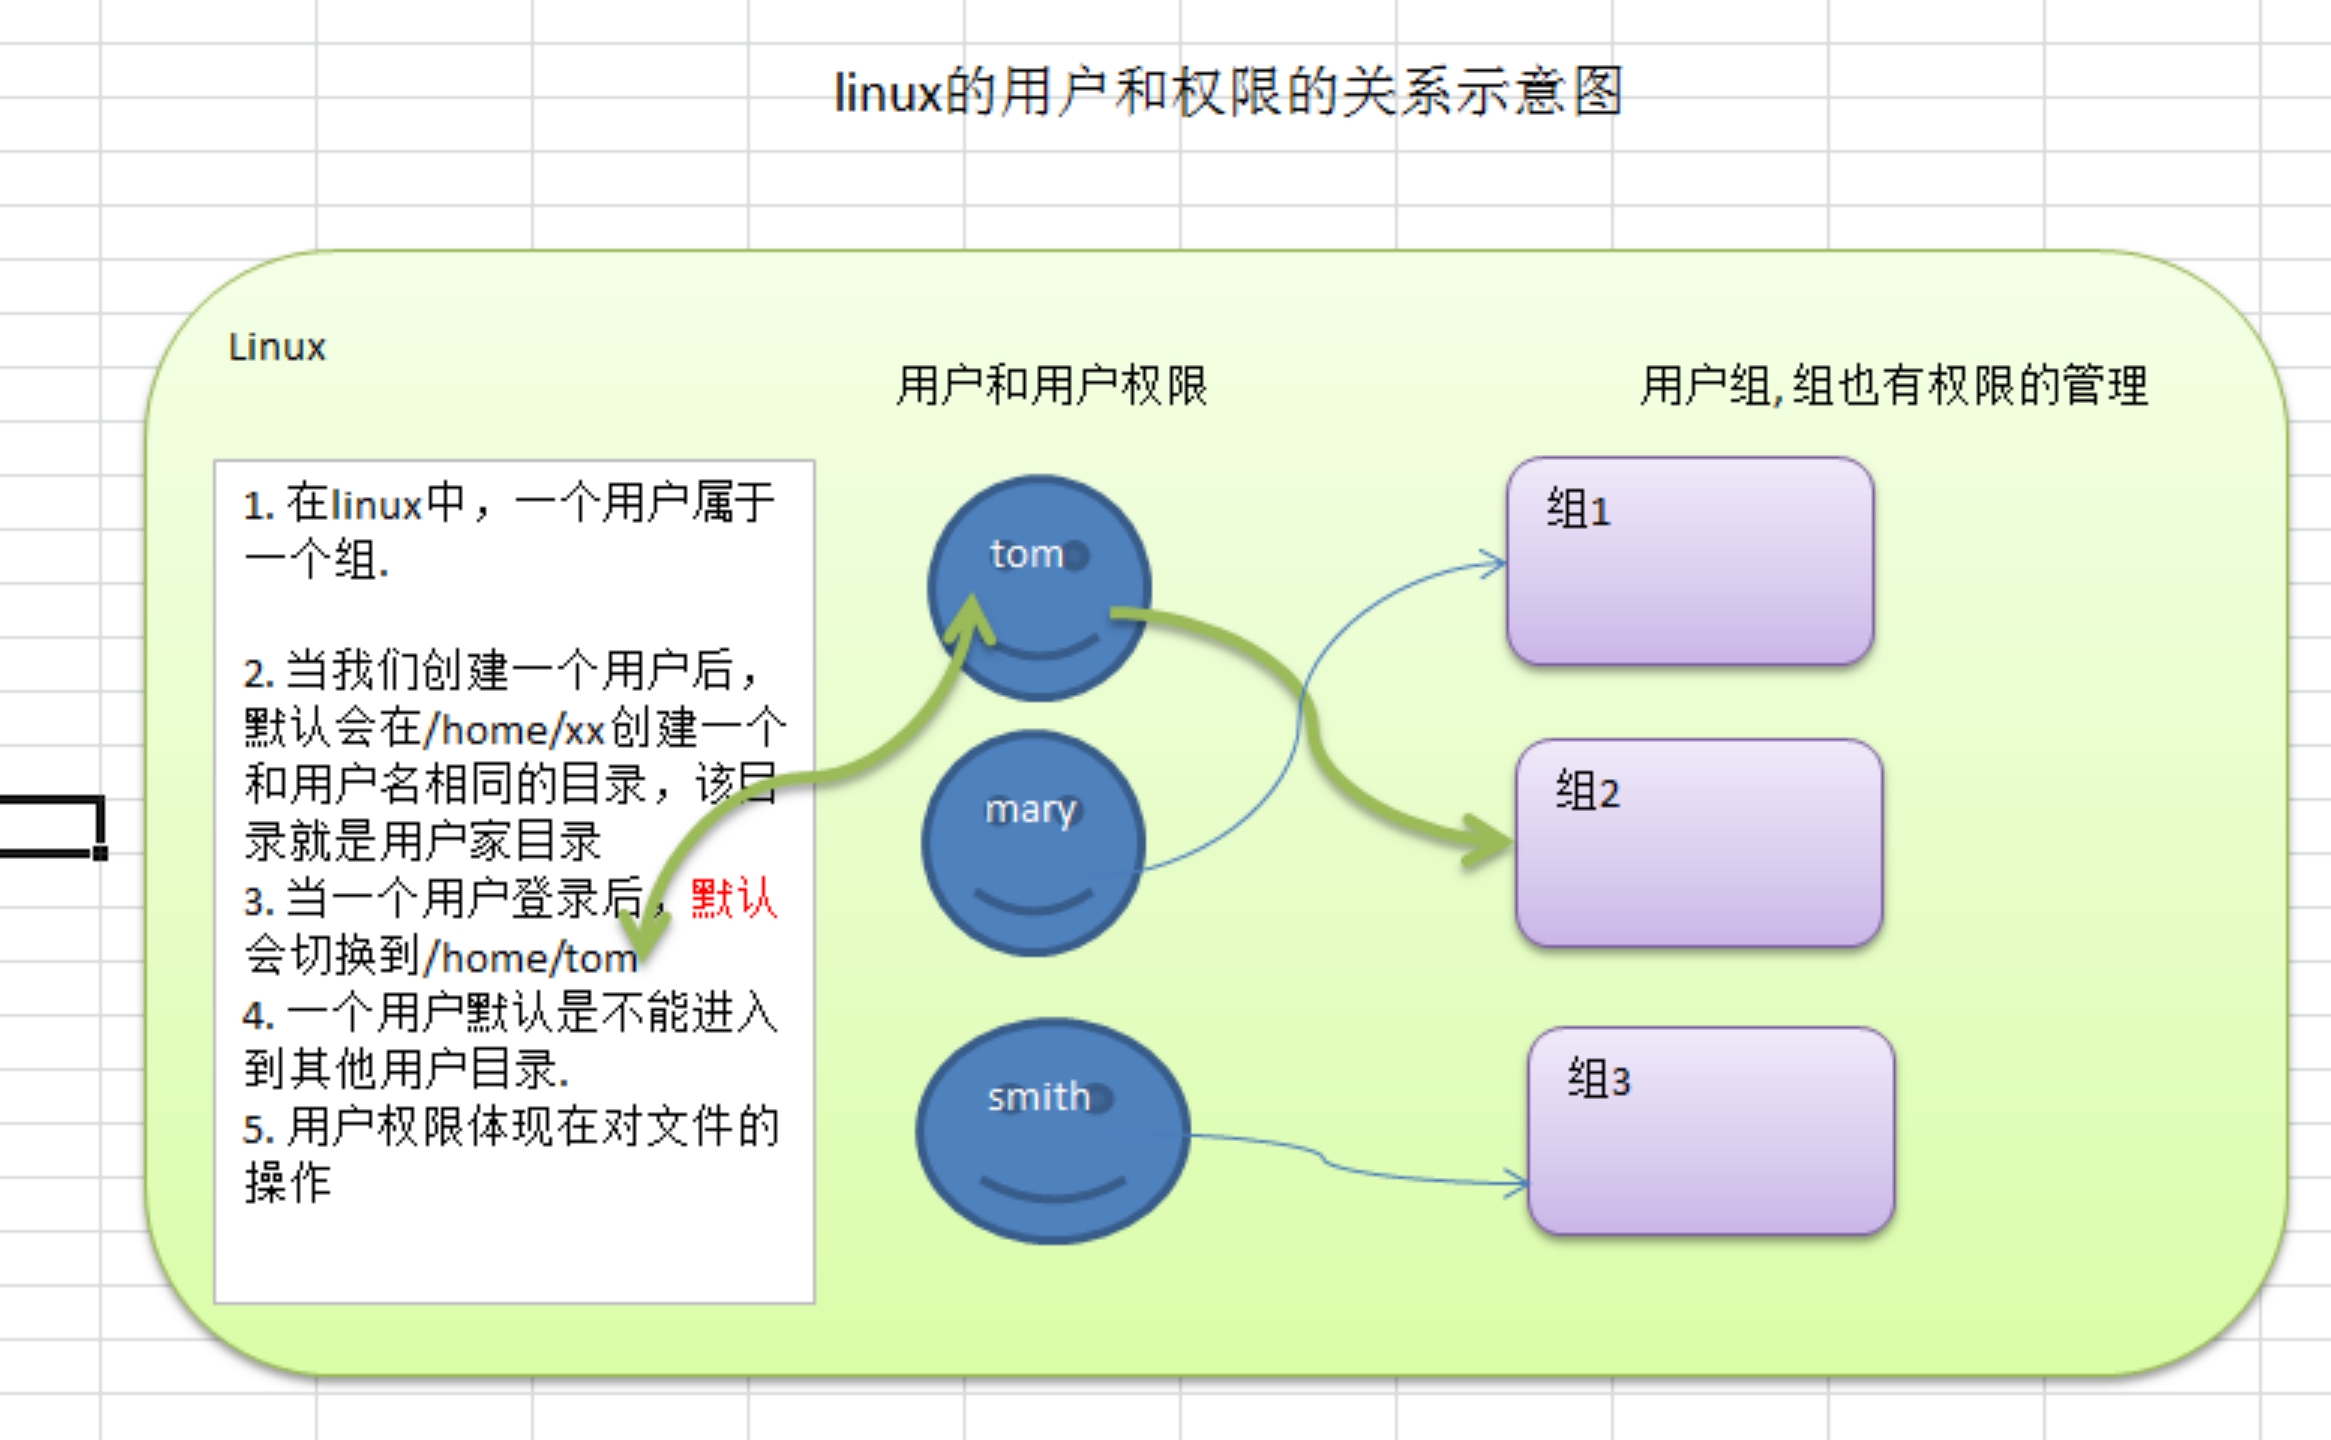 linux的用户和权限的关系示意图
Linux
用户和用户权限
用户组, 组也有权限的管理
1. 在linux中，一个用户属于
一个组.
2. 当我们创建一个用户后，
默认会在/home/xx创建一个
和用户名相同的目录，该目
录就是用户家目录
3. 当一个用户登录后，默认
会切换到/home/tom
4. 一个用户默认是不能进入
到其他用户目录.
5. 用户权限体现在对文件的
操作
tom
mary
smith
组1
组2
组3